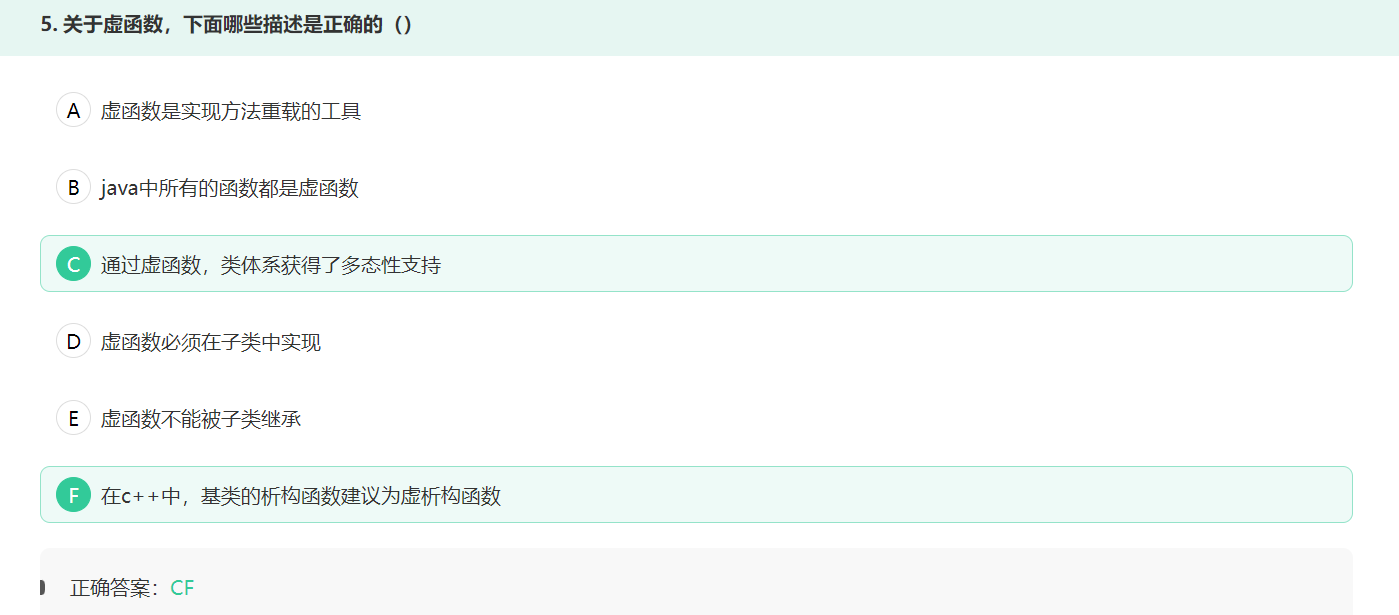 5. 关于虚函数，下面哪些描述是正确的（）
A 虚函数是实现方法重载的工具
B java中所有的函数都是虚函数
C 通过虚函数，类体系获得了多态性支持
D 虚函数必须在子类中实现
E 虚函数不能被子类继承
F 在c++中，基类的析构函数建议为虚析构函数
正确答案：CF